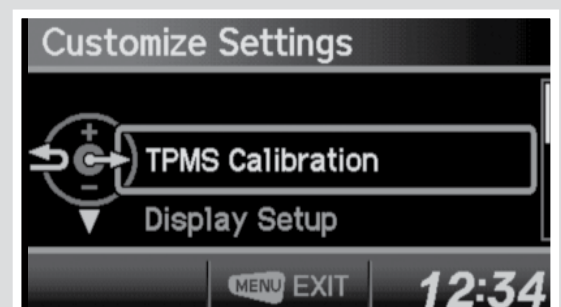 Customize Settings
+
TPMS Calibration
−
Display Setup
MENU EXIT
12:34